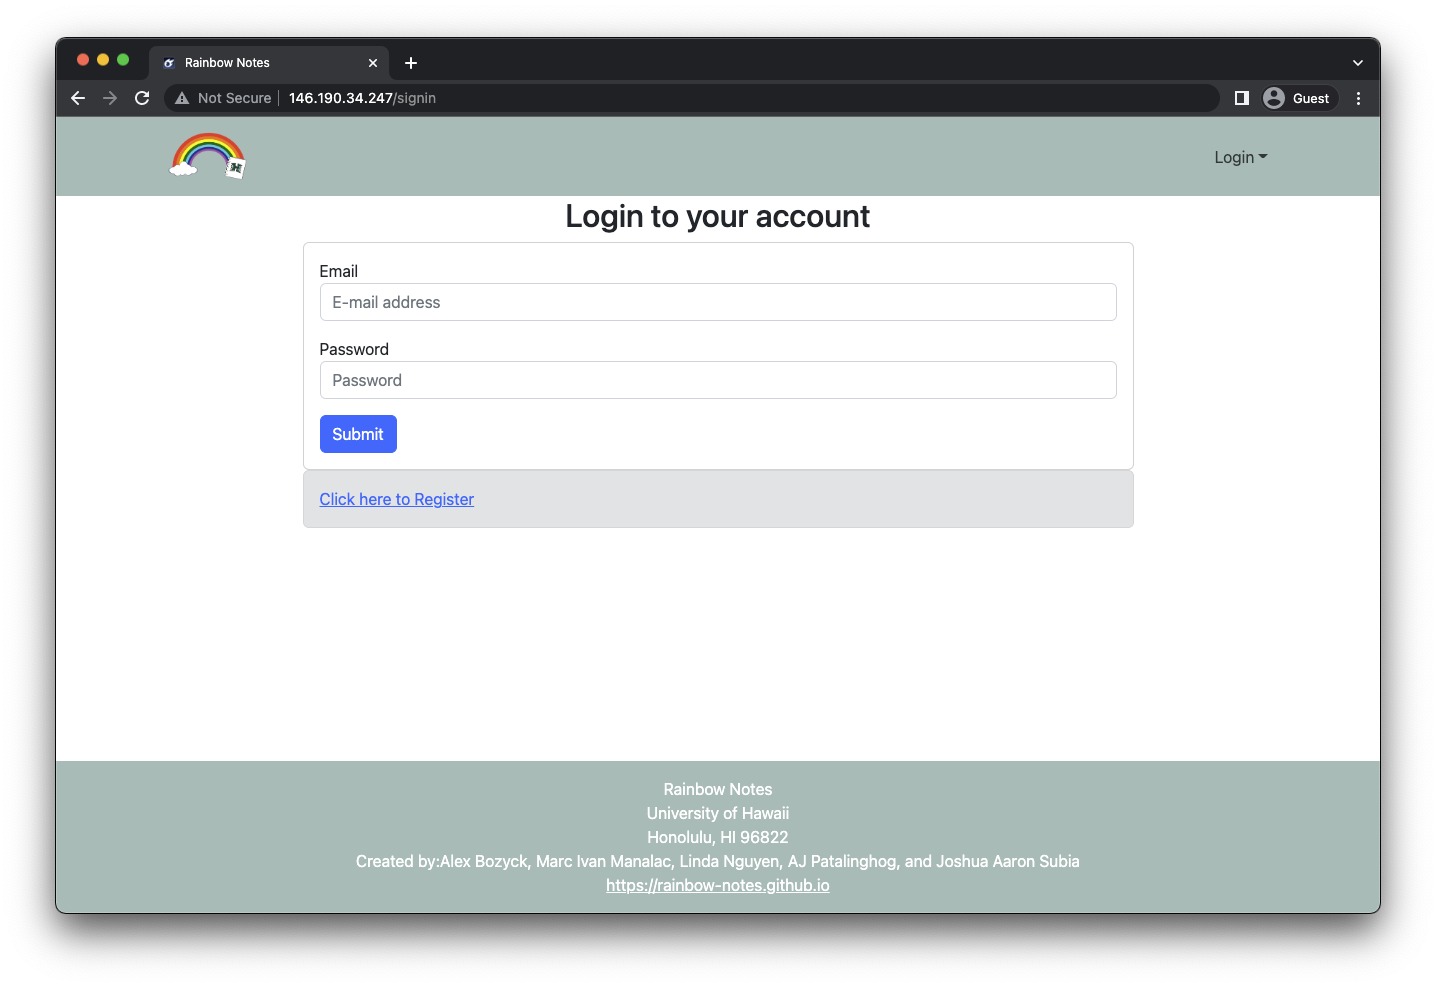 Rainbow Notes
Not Secure 146.190.34.247/signin
Guest
Login
Login to your account
Email
E-mail address
Password
Password
Submit
Click here to Register
Rainbow Notes
University of Hawaii
Honolulu, HI 96822
Created by:Alex Bozyck, Marc Ivan Manalac, Linda Nguyen, AJ Patalinghog, and Joshua Aaron Subia
https://rainbow-notes.github.io